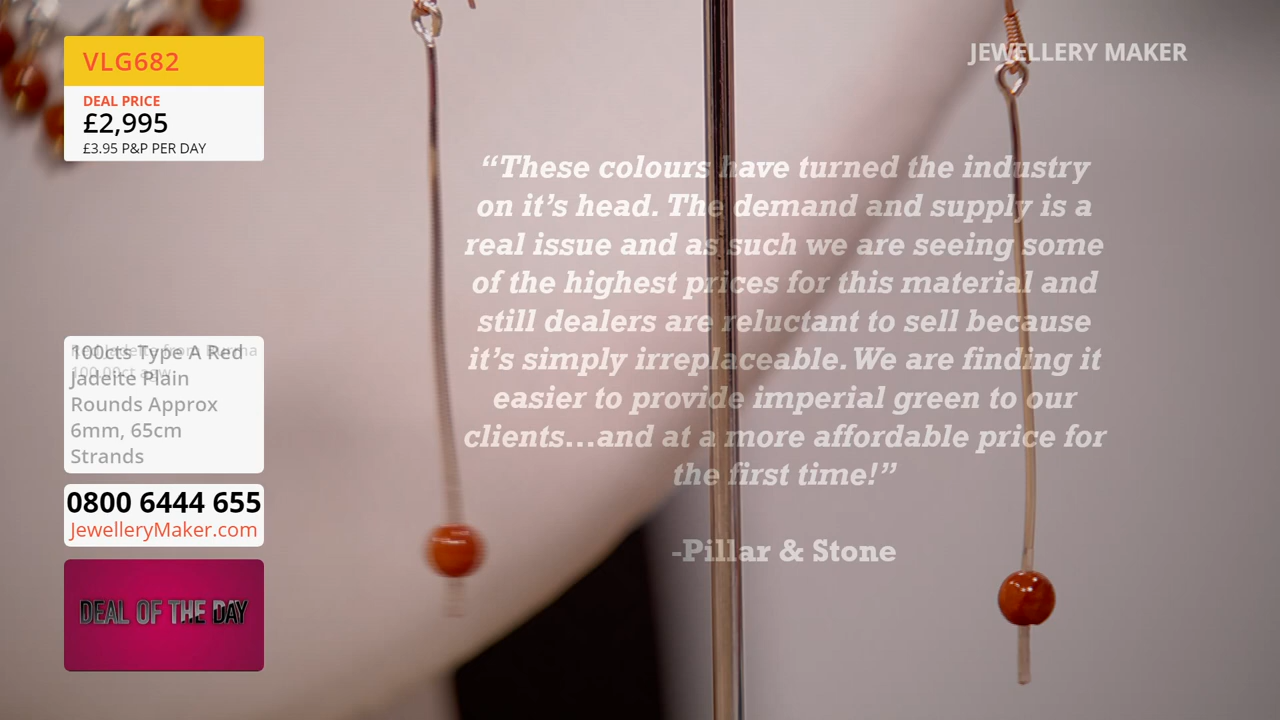 VLG682
DEAL PRICE
£2,995
£3.95 P&P PER DAY
JEWELLERY MAKER
“These colours have turned the industry
on it’s head. The demand and supply is a
real issue and as such we are seeing some
of the highest prices for this material and
still dealers are reluctant to sell because
it’s simply irreplaceable. We are finding it
easier to provide imperial green to our
clients...and at a more affordable price for
the first time!”
-Pillar & Stone
100cts Type A Red
Jadeite Plain
Rounds Approx
6mm, 65cm
Strands
0800 6444 655
JewelleryMaker.com
DEAL OF THE DAY